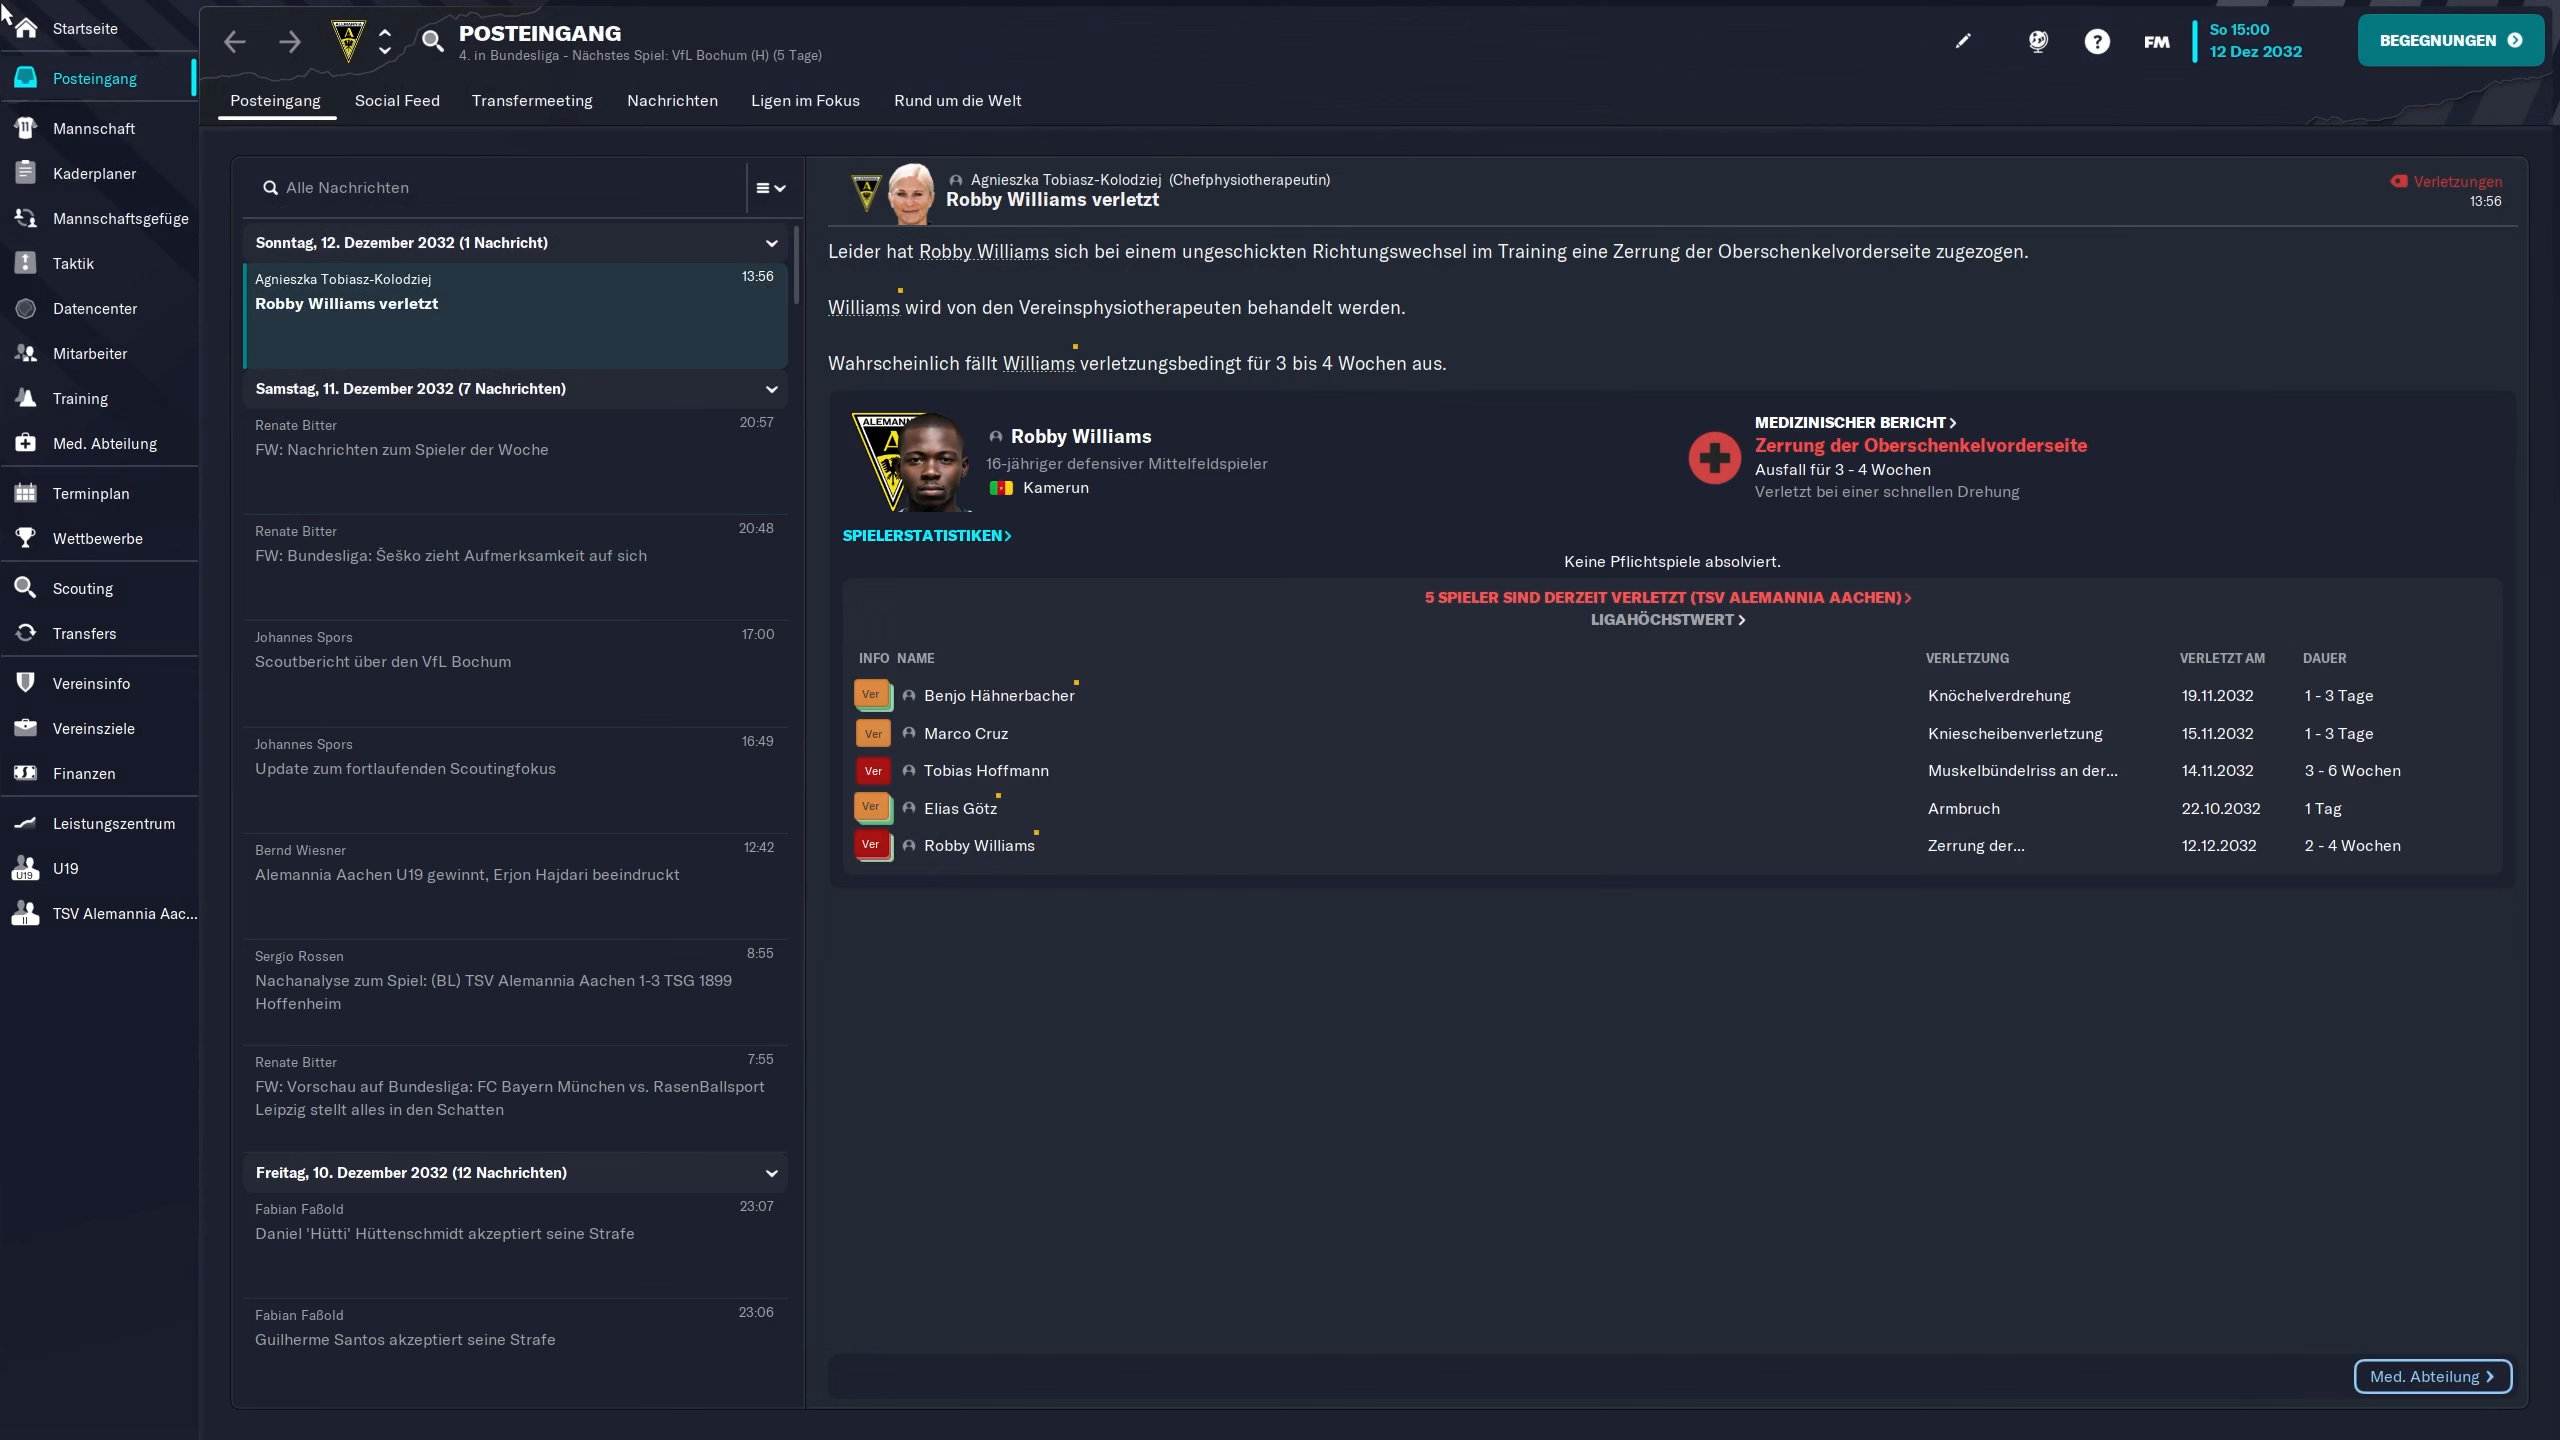 Startseite
Posteingang
Mannschaft
Kaderplaner
Mannschaftsgefüge
Taktik
Datencenter
Mitarbeiter
Training
Med. Abteilung
Terminplan
Wettbewerbe
Scouting
Transfers
Vereinsinfo
Vereinsziele
Finanzen
Leistungszentrum
U19 U19
II TSV Alemannia Aac...
POSTEINGANG
4. in Bundesliga - Nächstes Spiel: VfL Bochum (H) (5 Tage)
FM
So 15:00
12 Dez 2032
BEGEGNUNGEN
Posteingang Social Feed Transfermeeting Nachrichten Ligen im Fokus Rund um die Welt
Alle Nachrichten
Sonntag, 12. Dezember 2032 (1 Nachricht)
Agnieszka Tobiasz-Kolodziej 13:56
Robby Williams verletzt
Samstag, 11. Dezember 2032 (7 Nachrichten)
Renate Bitter 20:57
FW: Nachrichten zum Spieler der Woche
Renate Bitter 20:48
FW: Bundesliga: Šeško zieht Aufmerksamkeit auf sich
Johannes Spors 17:00
Scoutbericht über den VfL Bochum
Johannes Spors 16:49
Update zum fortlaufenden Scoutingfokus
Bernd Wiesner 12:42
Alemannia Aachen U19 gewinnt, Erjon Hajdari beeindruckt
Sergio Rossen 8:55
Nachanalyse zum Spiel: (BL) TSV Alemannia Aachen 1-3 TSG 1899
Hoffenheim
Renate Bitter 7:55
FW: Vorschau auf Bundesliga: FC Bayern München vs. RasenBallsport
Leipzig stellt alles in den Schatten
Freitag, 10. Dezember 2032 (12 Nachrichten)
Fabian Faßold 23:07
Daniel 'Hütti' Hüttenschmidt akzeptiert seine Strafe
Fabian Faßold 23:06
Guilherme Santos akzeptiert seine Strafe
Agnieszka Tobiasz-Kolodziej (Chefphysiotherapeutin) Verletzungen
Robby Williams verletzt 13:56
Leider hat Robby Williams sich bei einem ungeschickten Richtungswechsel im Training eine Zerrung der Oberschenkelvorderseite zugezogen.
Williams wird von den Vereinsphysiotherapeuten behandelt werden.
Wahrscheinlich fällt Williams verletzungsbedingt für 3 bis 4 Wochen aus.
Robby Williams
16-jähriger defensiver Mittelfeldspieler
Kamerun
MEDIZINISCHER BERICHT
Zerrung der Oberschenkelvorderseite
Ausfall für 3 - 4 Wochen
Verletzt bei einer schnellen Drehung
SPIELERSTATISTIKEN
Keine Pflichtspiele absolviert.
5 SPIELER SIND DERZEIT VERLETZT (TSV ALEMANNIA AACHEN)
LIGAHÖCHSTWERT
INFO NAME VERLETZUNG VERLETZT AM DAUER
Ver Benjo Hähnerbacher Knöchelverdrehung 19.11.2032 1 - 3 Tage
Ver Marco Cruz Kniescheibenverletzung 15.11.2032 1 - 3 Tage
Ver Tobias Hoffmann Muskelbündelriss an der... 14.11.2032 3 - 6 Wochen
Ver Elias Götz Armbruch 22.10.2032 1 Tag
Ver Robby Williams Zerrung der... 12.12.2032 2 - 4 Wochen
Med. Abteilung